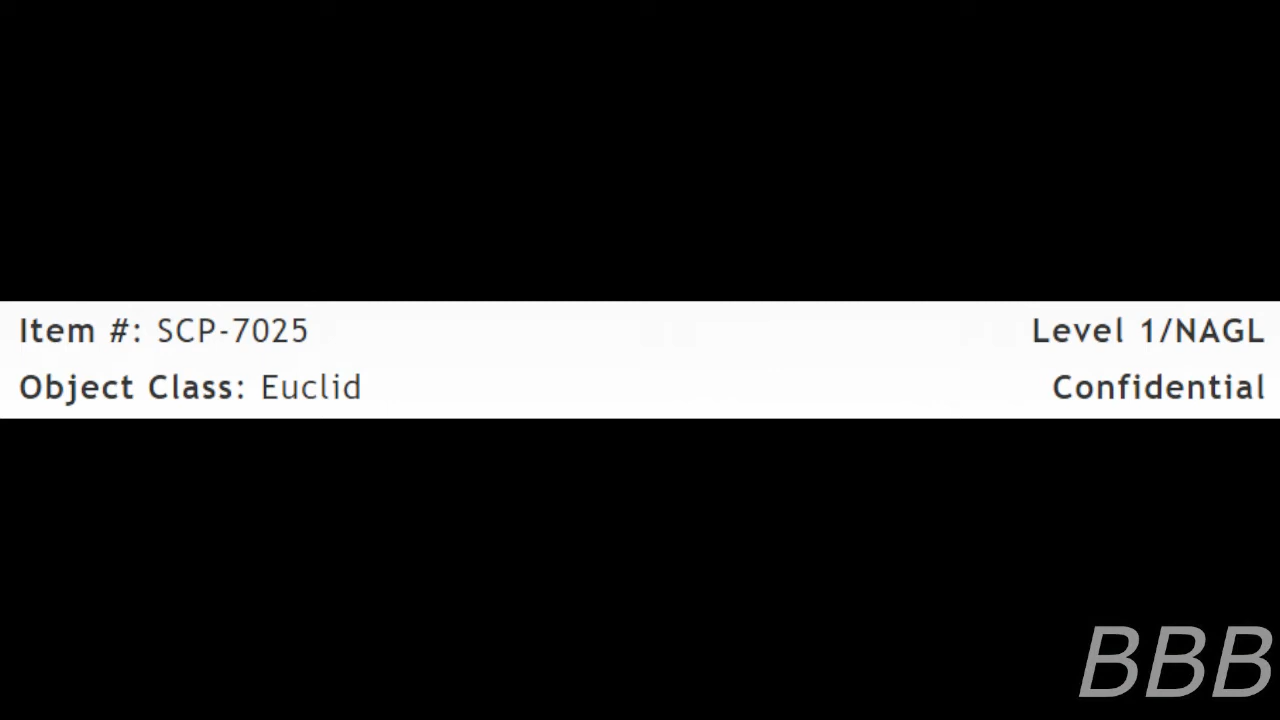 Item #: SCP-7025
Level 1/NAGL
Object Class: Euclid
Confidential
BBB